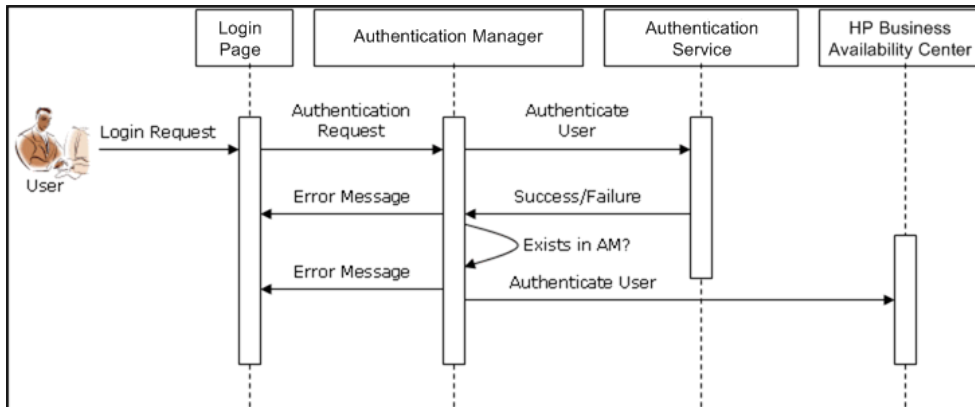 Login
Page
Authentication Manager
Authentication
Service
HP Business
Availability Center
Login Request
Authentication
Request
Authenticate
User
User
Error Message
Success/Failure
Exists in AM?
Error Message
Authenticate User